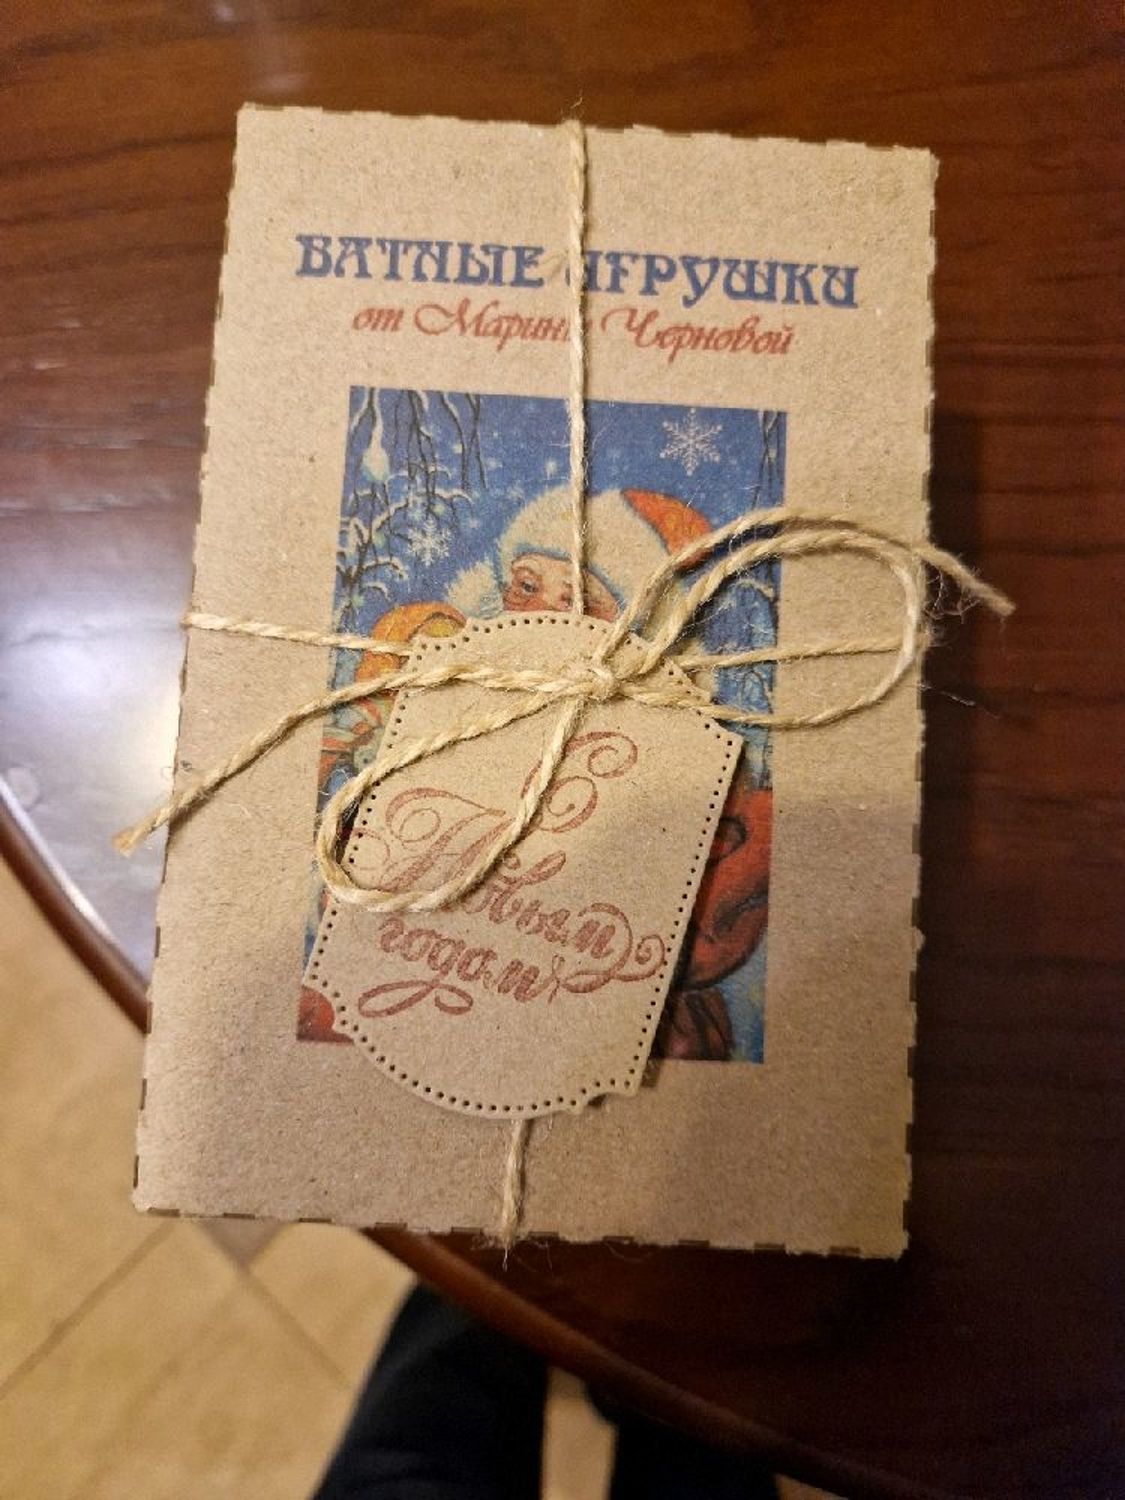 ВАТНЫЕ ИГРУШКИ
от Марины Черновой
С
Новым
годом